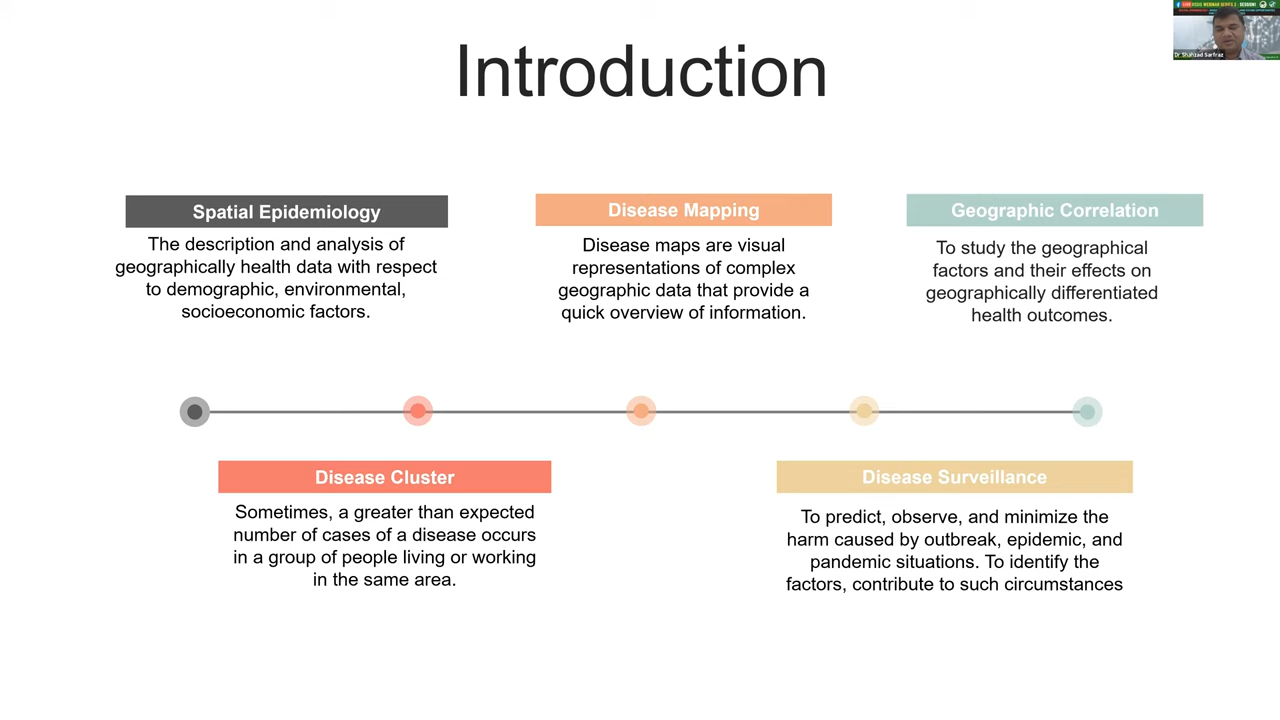 Introduction
Spatial Epidemiology
The description and analysis of
geographically health data with respect
to demographic, environmental,
socioeconomic factors.
Disease Mapping
Disease maps are visual
representations of complex
geographic data that provide a
quick overview of information.
Geographic Correlation
To study the geographical
factors and their effects on
geographically differentiated
health outcomes.
Disease Cluster
Sometimes, a greater than expected
number of cases of a disease occurs
in a group of people living or working
in the same area.
Disease Surveillance
To predict, observe, and minimize the
harm caused by outbreak, epidemic, and
pandemic situations. To identify the
factors, contribute to such circumstances
Dr Shahzad Sarfraz